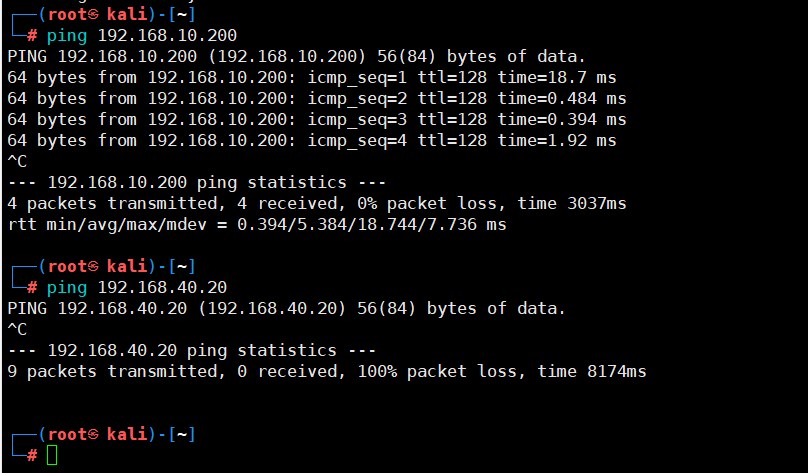 ┌──(root㉿ kali)-[~]
└─# ping 192.168.10.200
PING 192.168.10.200 (192.168.10.200) 56(84) bytes of data.
64 bytes from 192.168.10.200: icmp_seq=1 ttl=128 time=18.7 ms
64 bytes from 192.168.10.200: icmp_seq=2 ttl=128 time=0.484 ms
64 bytes from 192.168.10.200: icmp_seq=3 ttl=128 time=0.394 ms
64 bytes from 192.168.10.200: icmp_seq=4 ttl=128 time=1.92 ms
^C
--- 192.168.10.200 ping statistics ---
4 packets transmitted, 4 received, 0% packet loss, time 3037ms
rtt min/avg/max/mdev = 0.394/5.384/18.744/7.736 ms
┌──(root㉿ kali)-[~]
└─# ping 192.168.40.20
PING 192.168.40.20 (192.168.40.20) 56(84) bytes of data.
^C
--- 192.168.40.20 ping statistics ---
9 packets transmitted, 0 received, 100% packet loss, time 8174ms
┌──(root㉿ kali)-[~]
└─#